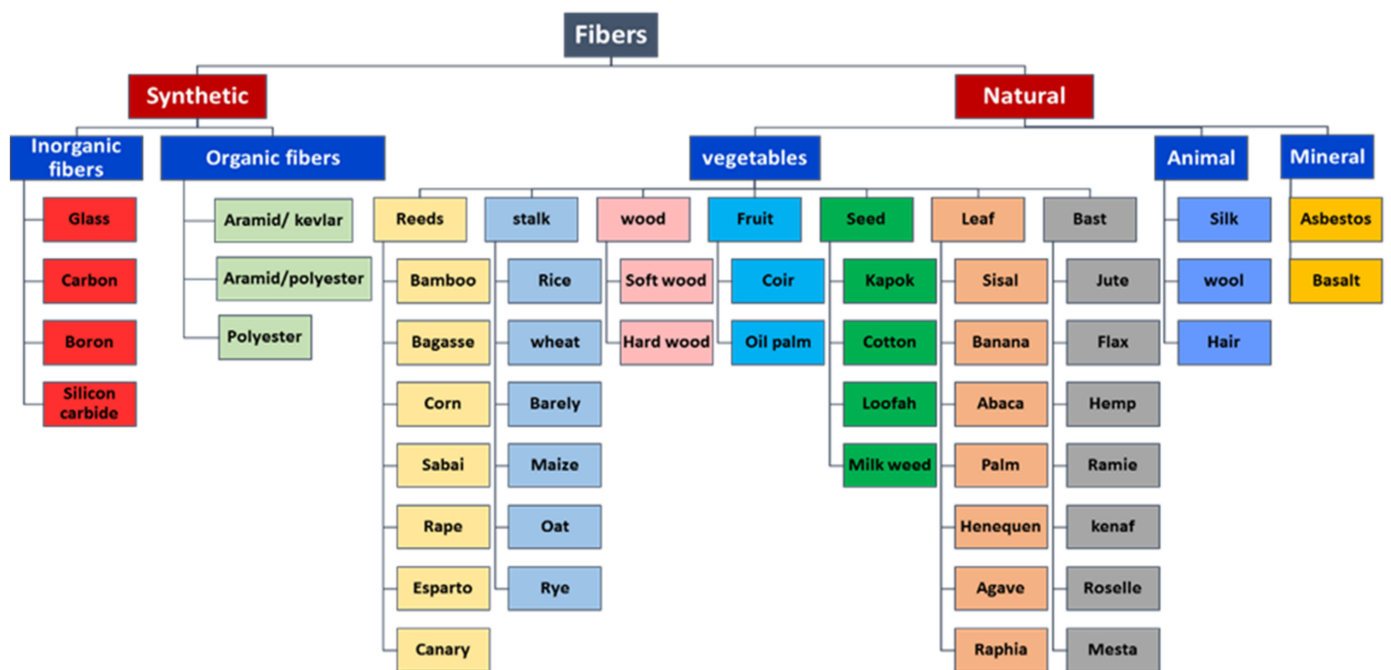 Fibers
Synthetic
Natural
Inorganic
fibers
Organic fibers
vegetables
Animal
Mineral
Glass
Carbon
Boron
Silicon
carbide
Aramid/ kevlar
Aramid/polyester
Polyester
Reeds
Bamboo
Bagasse
Corn
Sabai
Rape
Esparto
Canary
stalk
Rice
wheat
Barely
Maize
Oat
Rye
wood
Soft wood
Hard wood
Fruit
Coir
Oil palm
Seed
Kapok
Cotton
Loofah
Milk weed
Leaf
Sisal
Banana
Abaca
Palm
Henequen
Agave
Raphia
Bast
Jute
Flax
Hemp
Ramie
kenaf
Roselle
Mesta
Silk
wool
Hair
Asbestos
Basalt